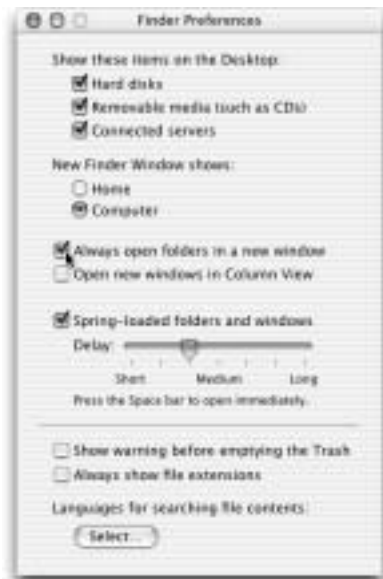 Finder Preferences
Show these items on the Desktop:
Hard disks
Removable media (such as CDs)
Connected servers
New Finder Window shows:
Home
Computer
Always open folders in a new window
Open new windows in Column View
Spring-loaded folders and windows
Delay:
Short Medium Long
Press the Space bar to open immediately.
Show warning before emptying the Trash
Always show file extensions
Languages for searching file contents:
Select...